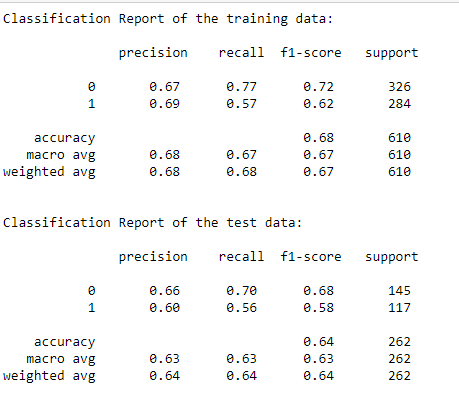 Classification Report of the training data:
precision recall f1-score support
0 0.67 0.77 0.72 326
1 0.69 0.57 0.62 284
accuracy 0.68 610
macro avg 0.68 0.67 0.67 610
weighted avg 0.68 0.68 0.67 610
Classification Report of the test data:
precision recall f1-score support
0 0.66 0.70 0.68 145
1 0.60 0.56 0.58 117
accuracy 0.64 262
macro avg 0.63 0.63 0.63 262
weighted avg 0.64 0.64 0.64 262